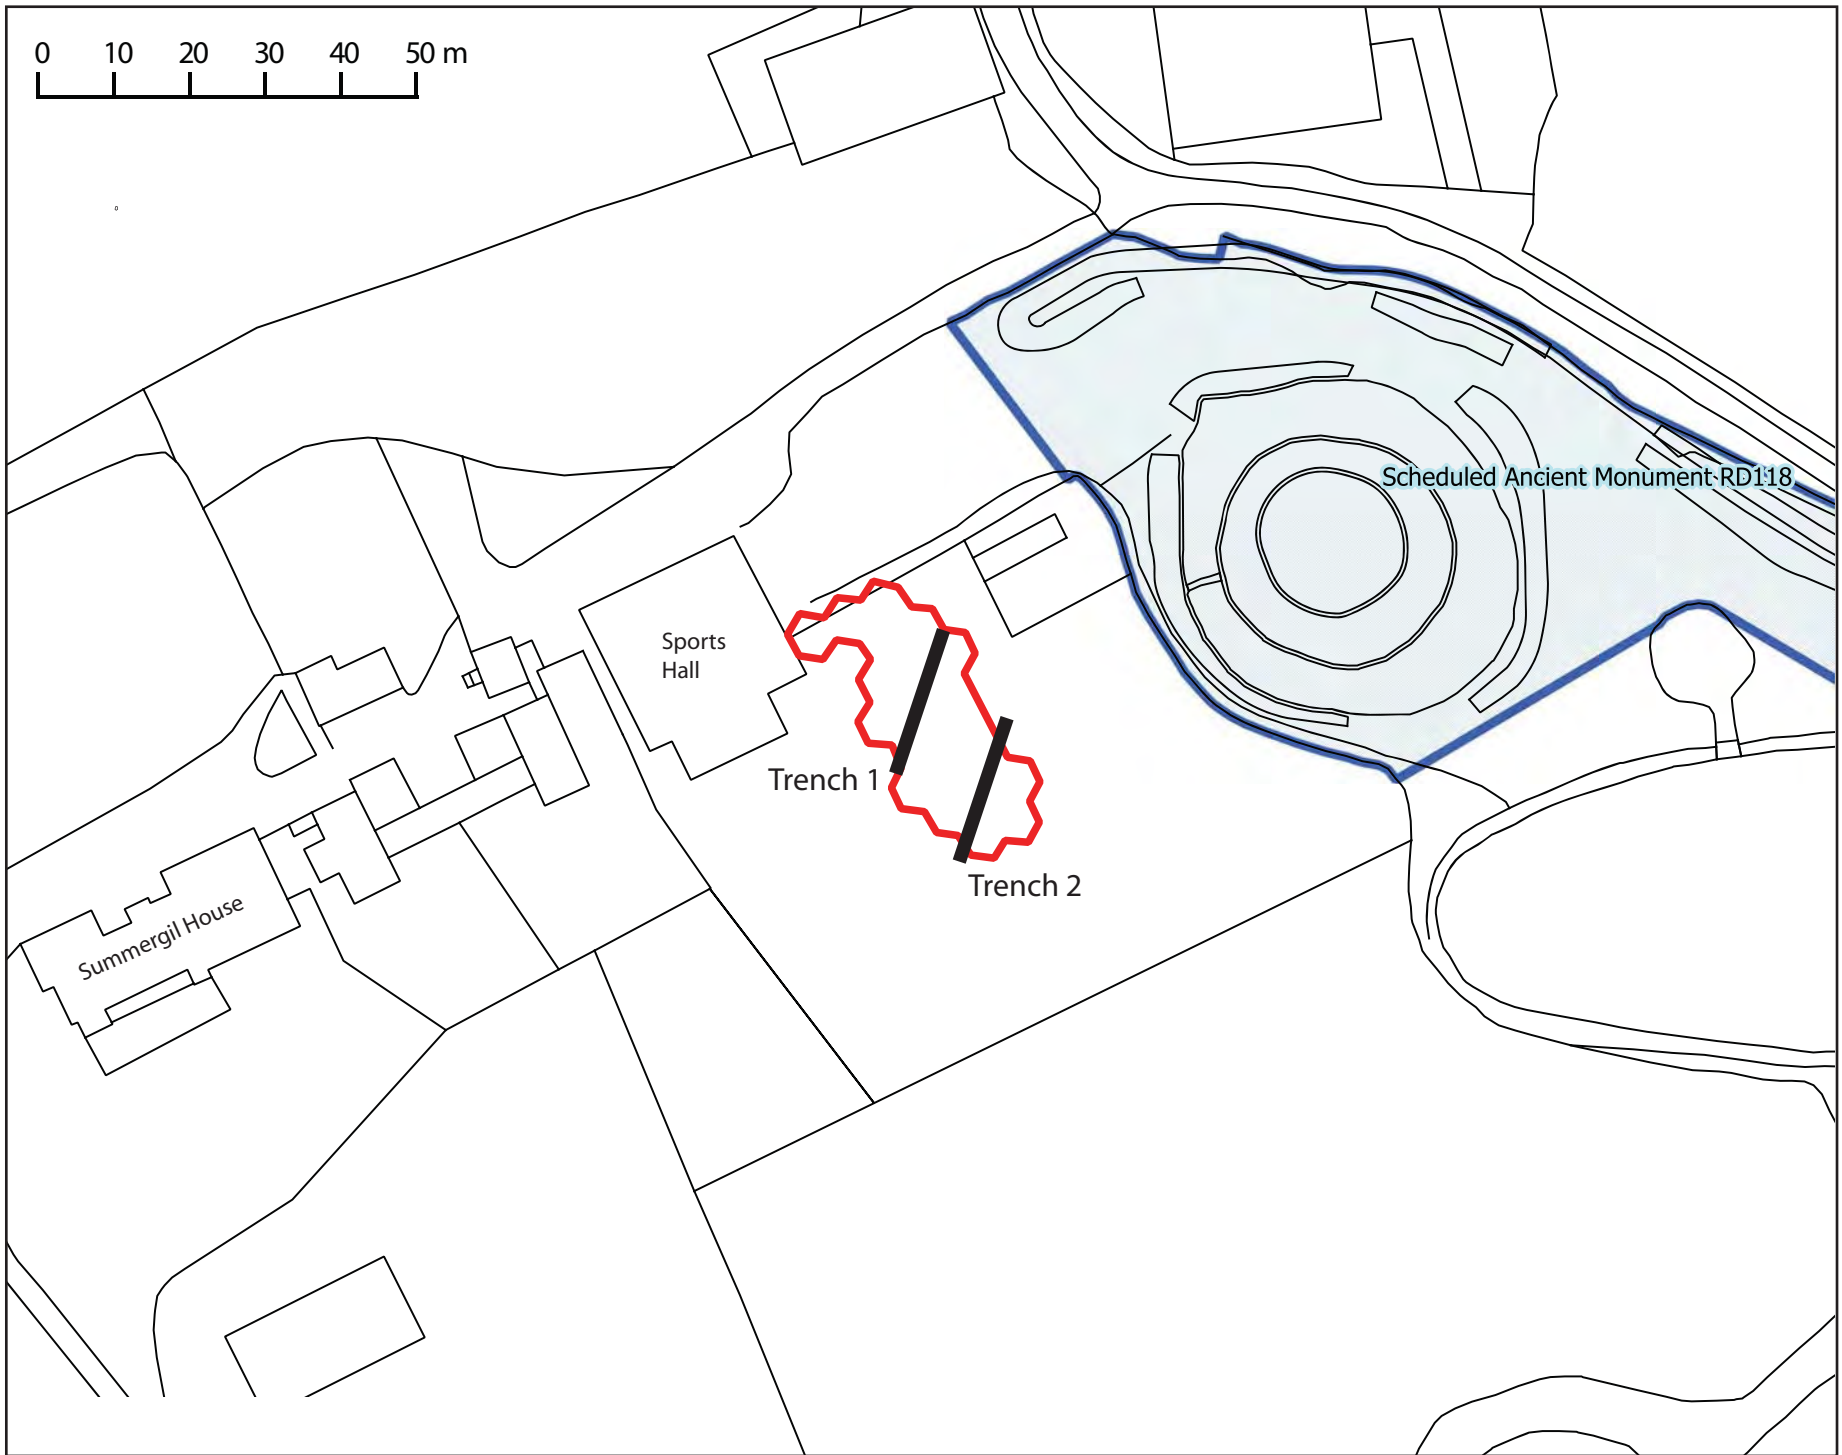 0 10 20 30 40 50 m
Scheduled Ancient Monument RD118
Sports
Hall
Trench 1
Trench 2
Summergil House